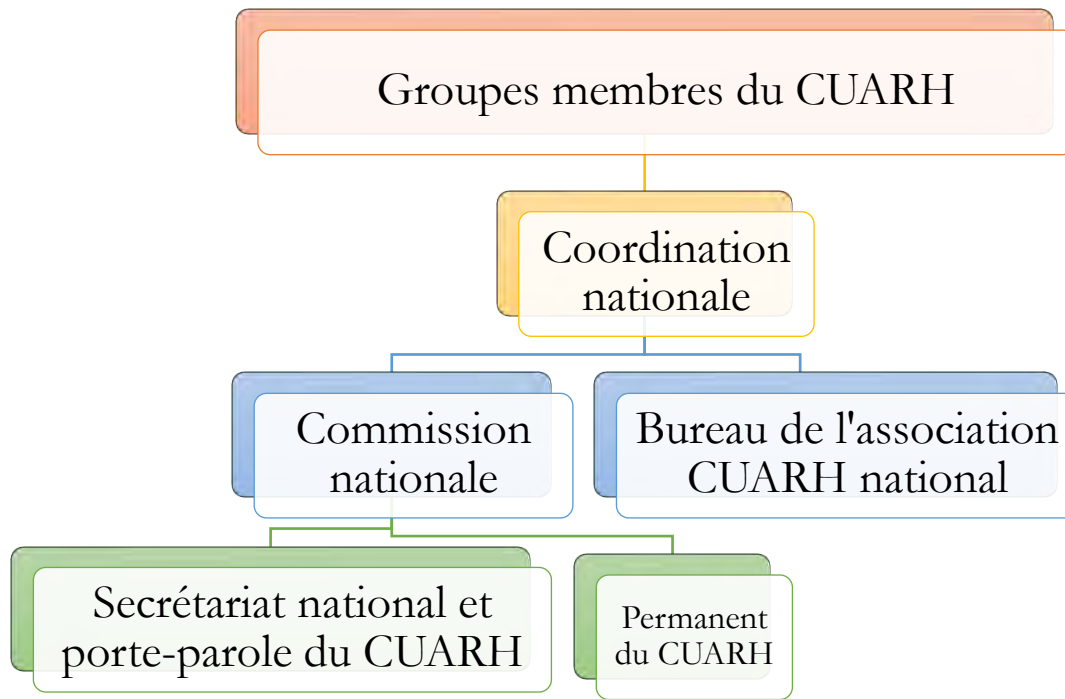 Groupes membres du CUARH
Coordination
nationale
Commission
nationale
Bureau de l'association
CUARH national
Secrétariat national et
porte-parole du CUARH
Permanent
du CUARH